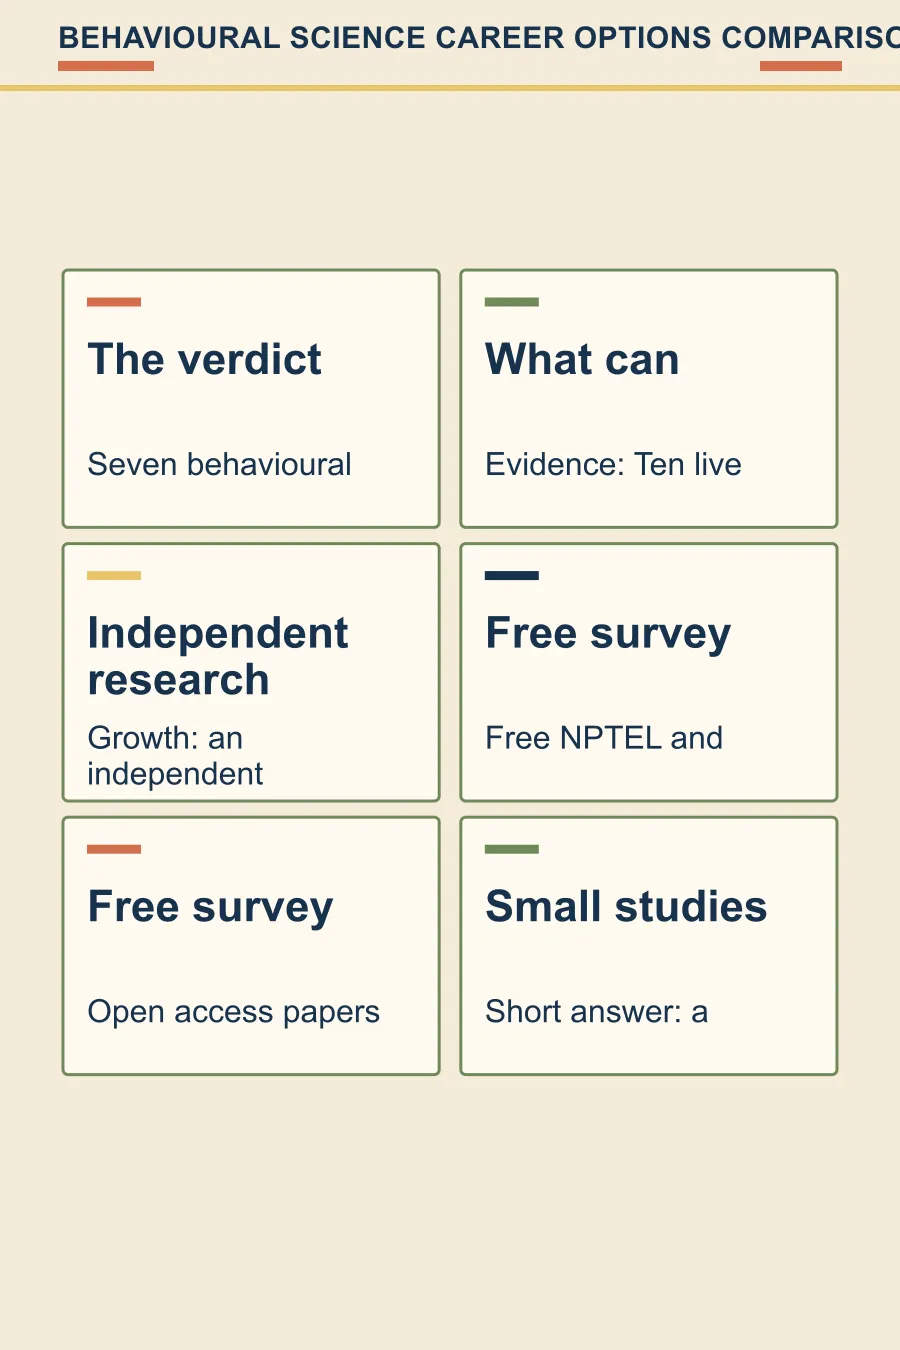 BEHAVIOURAL SCIENCE CAREER OPTIONS COMPARISO
The verdict
Seven behavioural
What can
Evidence: Ten live
Independent
research
Growth: an
independent
Free survey
Free NPTEL and
Free survey
Open access papers
Small studies
Short answer: a